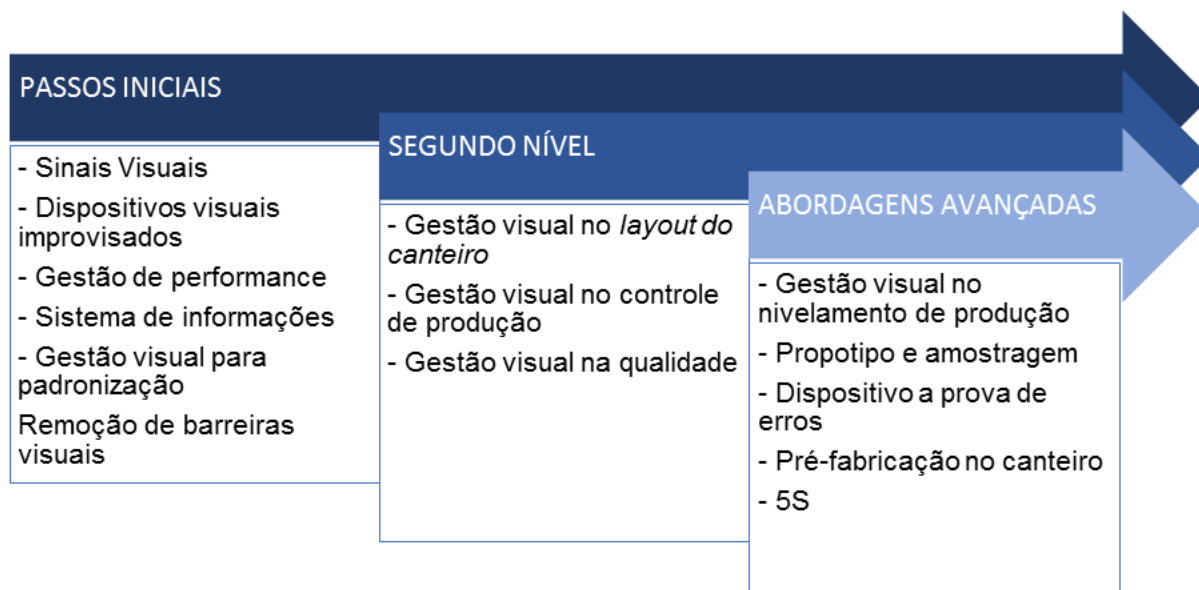 PASSOS INICIAIS
- Sinais Visuais
- Dispositivos visuais
improvisados
- Gestão de performance
- Sistema de informações
- Gestão visual para
padronização
Remoção de barreiras
visuais
SEGUNDO NÍVEL
- Gestão visual no layout do
canteiro
- Gestão visual no controle
de produção
- Gestão visual na qualidade
ABORDAGENS AVANÇADAS
- Gestão visual no
nivelamento de produção
- Propotipo e amostragem
- Dispositivo a prova de
erros
- Pré-fabricação no canteiro
- 5S